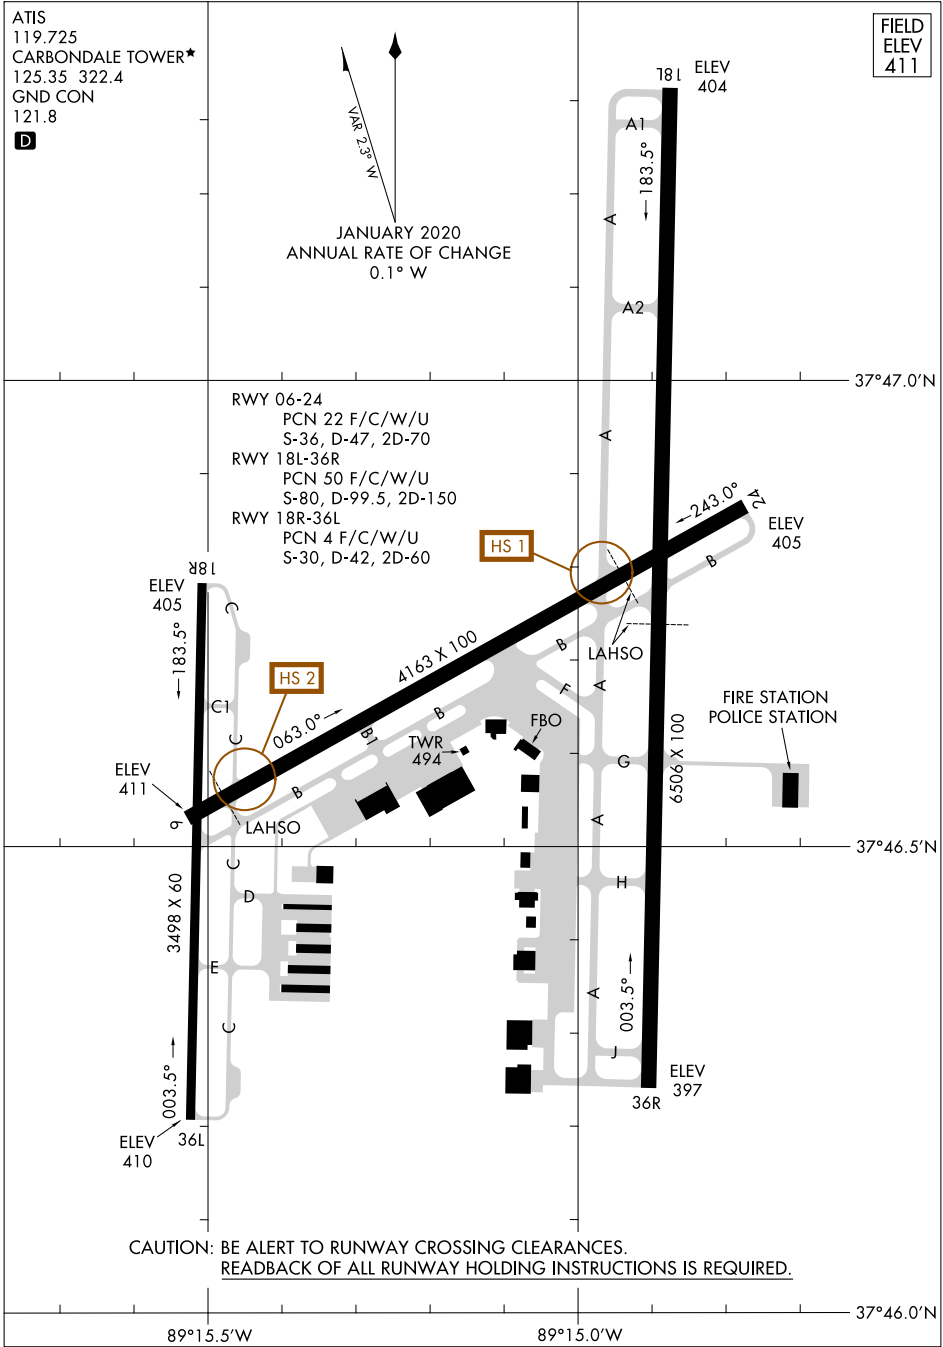 ATIS
119.725
CARBONDALE TOWER★
125.35 322.4
GND CON
121.8
D
FIELD
ELEV
411
VAR 2.3° W
JANUARY 2020
ANNUAL RATE OF CHANGE
0.1° W
18L
ELEV
404
A1
183.5°
A
A2
37°47.0'N
RWY 06-24
PCN 22 F/C/W/U
S-36, D-47, 2D-70
RWY 18L-36R
PCN 50 F/C/W/U
S-80, D-99.5, 2D-150
RWY 18R-36L
PCN 4 F/C/W/U
S-30, D-42, 2D-60
A
243.0°
24
ELEV
405
HS 1
B
18R
ELEV
405
C
183.5°
C1
C
HS 2
4163 X 100
063.0°
B
LAHSO
F
A
B
B1
B
TWR
494
FBO
FIRE STATION
POLICE STATION
G
6506 X 100
ELEV
411
6
LAHSO
A
37°46.5'N
C
D
H
3498 X 60
E
C
A
003.5°
J
ELEV
397
36R
003.5°
36L
ELEV
410
CAUTION: BE ALERT TO RUNWAY CROSSING CLEARANCES.
READBACK OF ALL RUNWAY HOLDING INSTRUCTIONS IS REQUIRED.
37°46.0'N
89°15.5'W
89°15.0'W